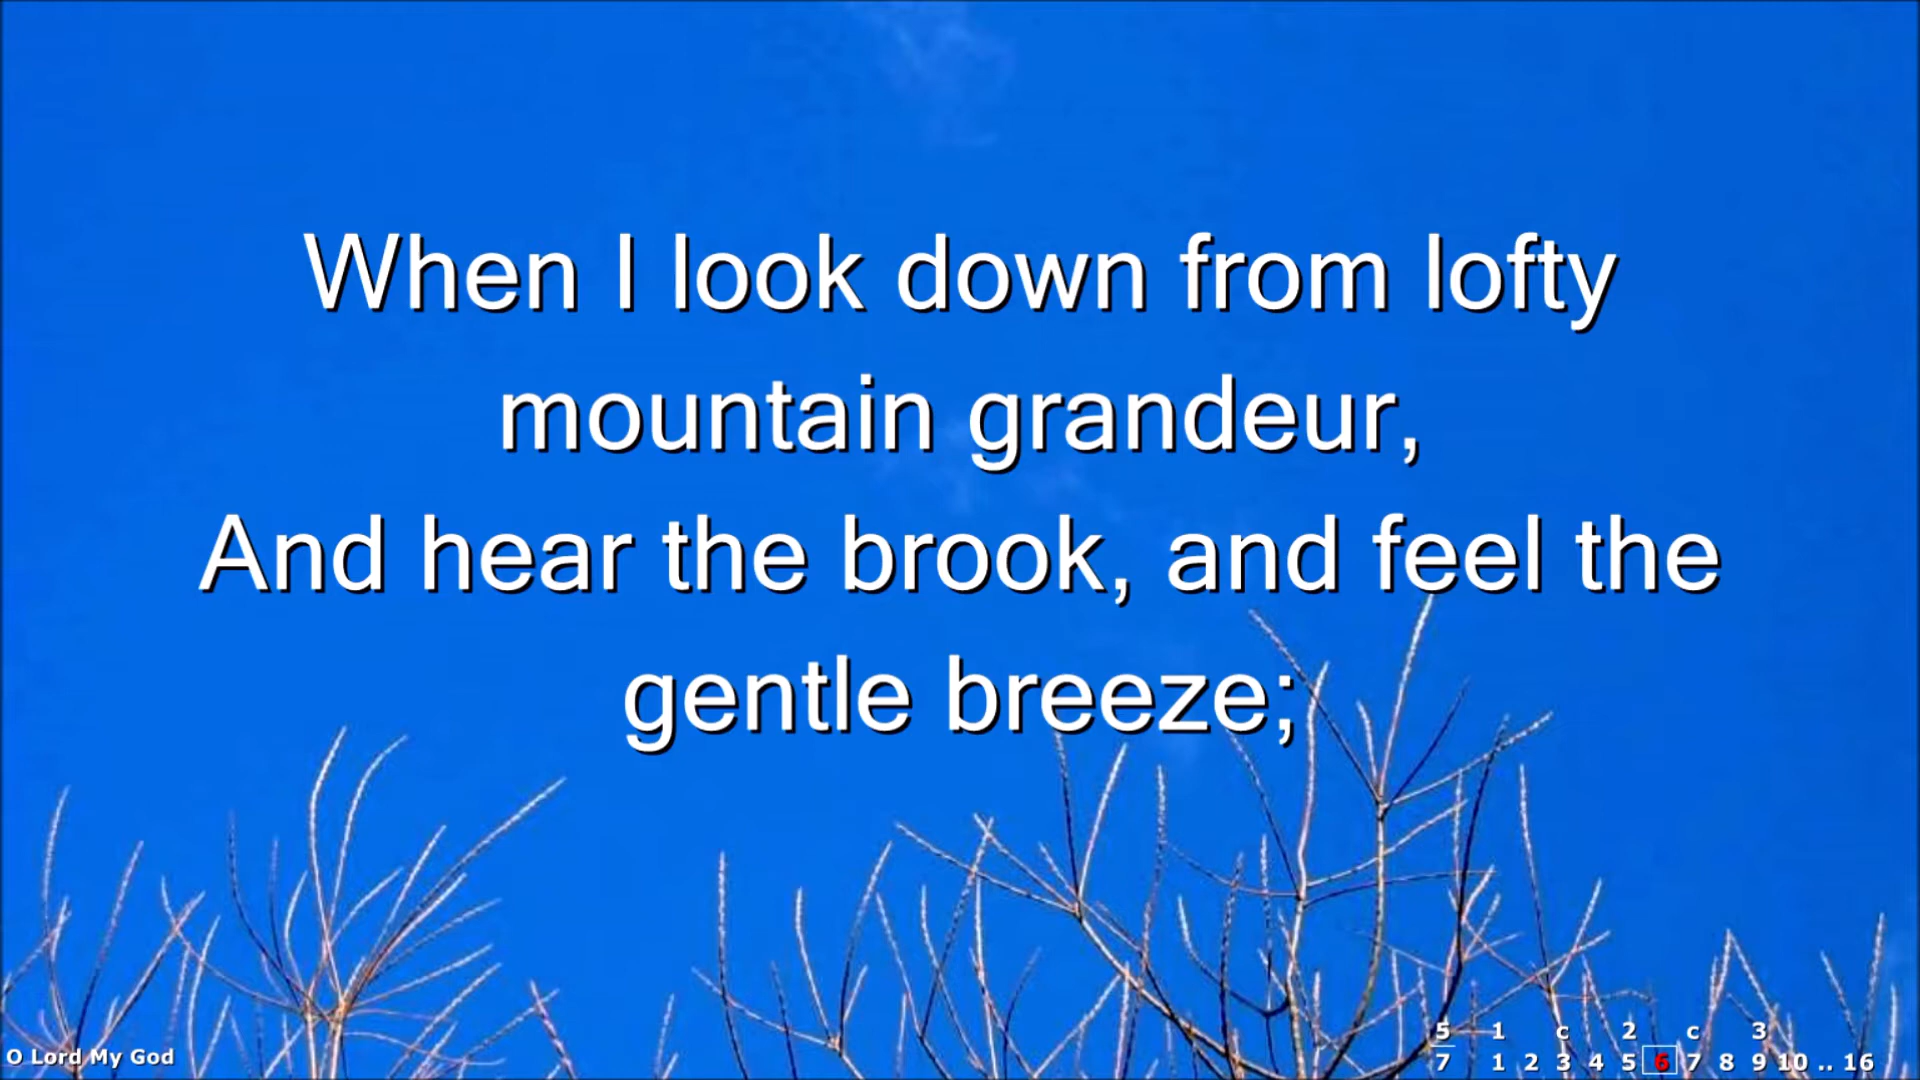 When I look down from lofty
mountain grandeur,
And hear the brook, and feel the
gentle breeze;
O Lord My God
5 1 c 2 c 3
7 1 2 3 4 5 6 7 8 9 10 .. 16